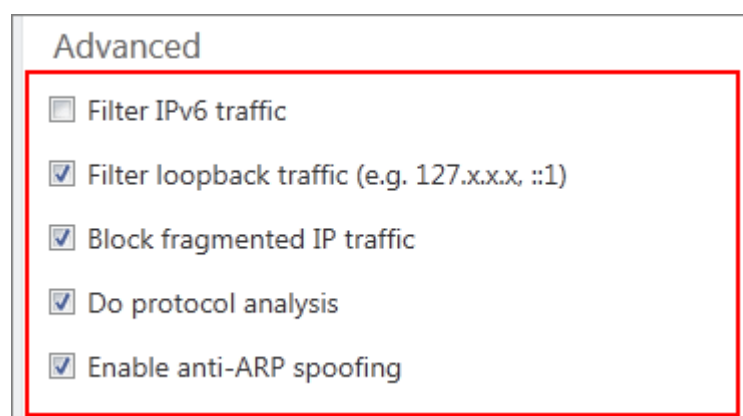 Advanced
Filter IPv6 traffic
Filter loopback traffic (e.g. 127.x.x.x, ::1)
Block fragmented IP traffic
Do protocol analysis
Enable anti-ARP spoofing